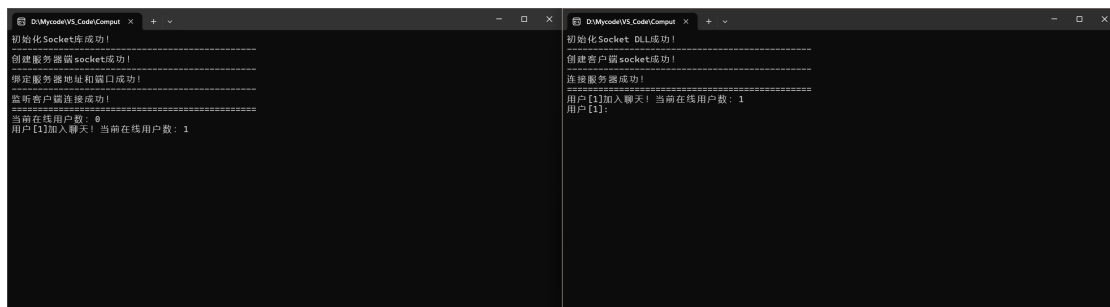 D:\Mycode\VS_Code\Comput
初始化Socket库成功!
创建服务器端socket成功!
绑定服务器地址和端口成功!
监听客户端连接成功!
当前在线用户数: 0
用户[1]加入聊天! 当前在线用户数: 1
D:\Mycode\VS_Code\Comput
初始化Socket DLL成功!
创建客户端socket成功!
连接服务器成功!
用户[1]加入聊天! 当前在线用户数: 1
用户[1]: